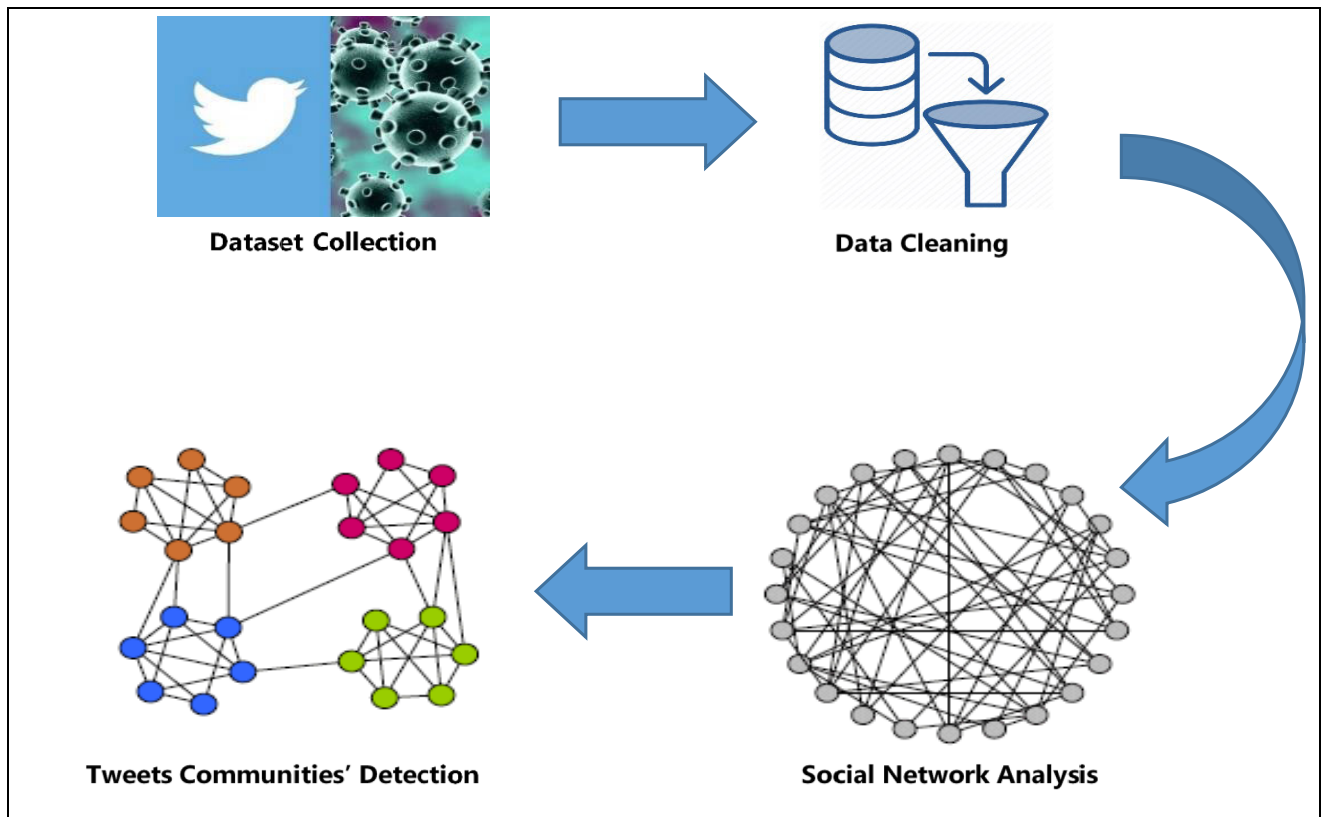 Dataset Collection
Data Cleaning
Tweets Communities’ Detection
Social Network Analysis